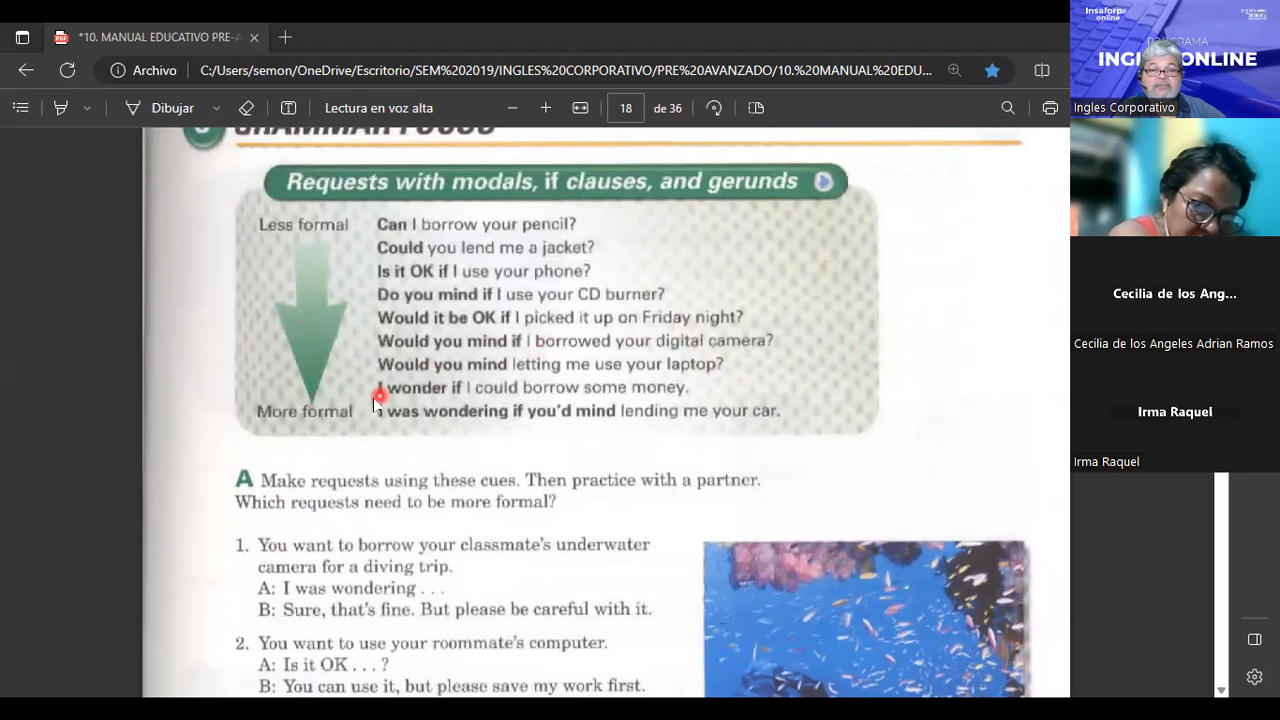 *10. MANUAL EDUCATIVO PRE-A
Archivo
C:/Users/semon/OneDrive/Escritorio/SEM%2039/INGLES%20CORPORATIVO/PRE%20AVANZADO/10.%20MANUAL%20EDU...
Dibujar
Lectura en voz alta
18
de 36
GRAMMAR FOCUS
Requests with modals, if clauses, and gerunds
Less formal
Can I borrow your pencil?
Could you lend me a jacket?
Is it OK if I use your phone?
Do you mind if I use your CD burner?
Would it be OK if I picked it up on Friday night?
Would you mind if I borrowed your digital camera?
Would you mind letting me use your laptop?
I wonder if I could borrow some money.
More formal
I was wondering if you'd mind lending me your car.
A Make requests using these cues. Then practice with a partner.
Which requests need to be more formal?
1. You want to borrow your classmate's underwater
camera for a diving trip.
A: I was wondering . . .
B: Sure, that's fine. But please be careful with it.
2. You want to use your roommate's computer.
A: Is it OK . . . ?
B: You can use it, but please save my work first.
Insaforp
online
PROGRAMA
INGLES ONLINE
Ingles Corporativo
Cecilia de los Ang...
Cecilia de los Angeles Adrian Ramos
Irma Raquel
Irma Raquel